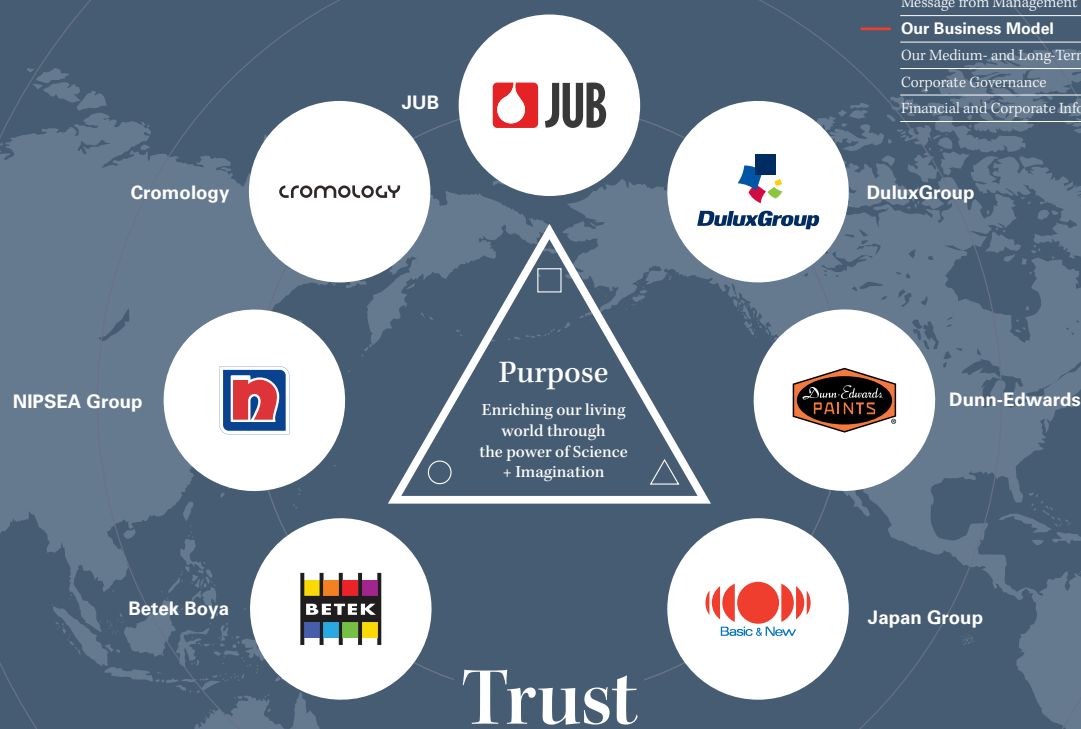 Message from Management
Our Business Model
Our Medium- and Long-Term
Corporate Governance
Financial and Corporate Info
JUB
JUB
Cromology
cromology
DuluxGroup
DuluxGroup
NIPSEA Group
n
Purpose
Enriching our living
world through
the power of Science
+ Imagination
Dunn-Edwards
PAINTS
®
Dunn-Edwards
Betek Boya
BETEK
Basic & New
Japan Group
Trust